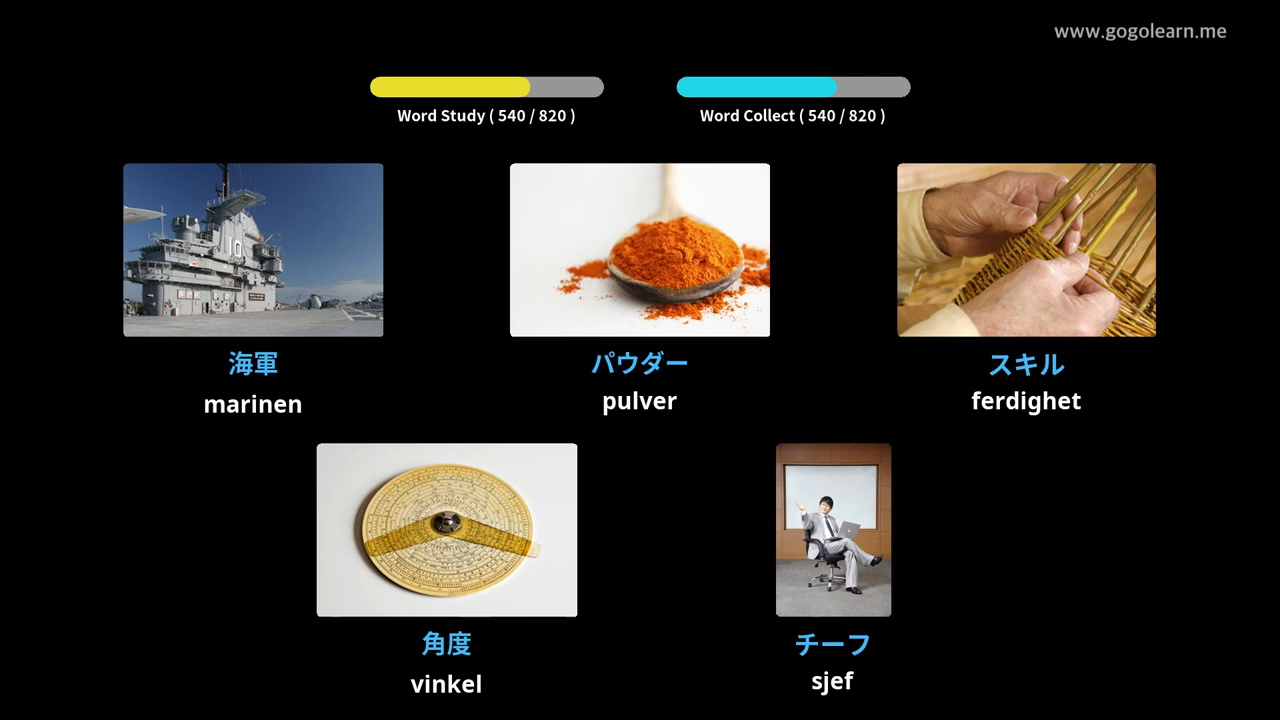 www.gogolearn.me
Word Study ( 540 / 820 )
Word Collect ( 540 / 820 )
海軍
marinen
パウダー
pulver
スキル
ferdighet
角度
vinkel
チーフ
sjef